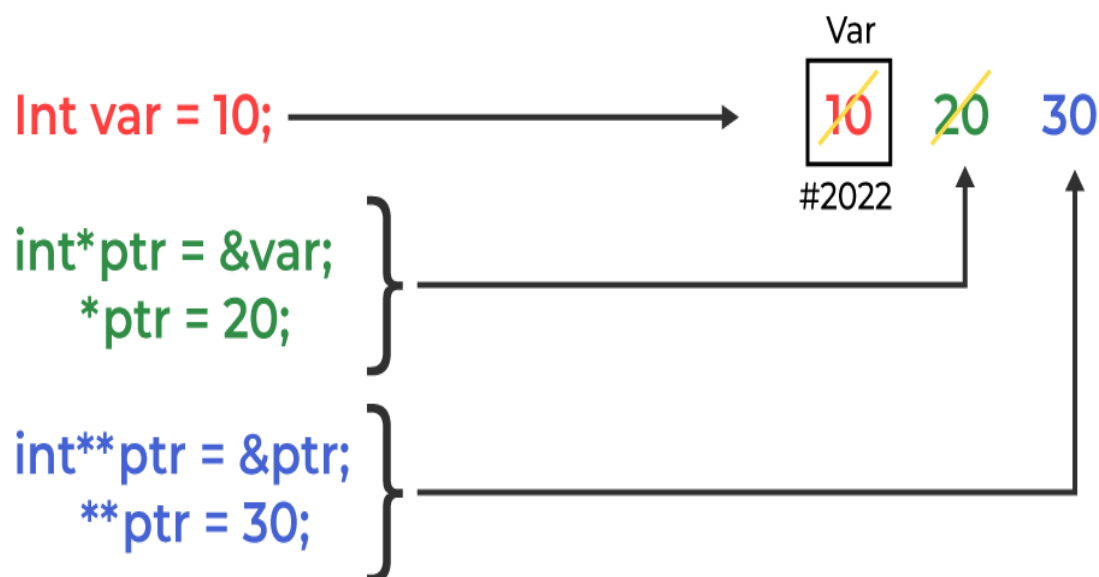 Var
Int var = 10;
10 20 30
#2022
int*ptr = &var;
*ptr = 20;
int**ptr = &ptr;
**ptr = 30;